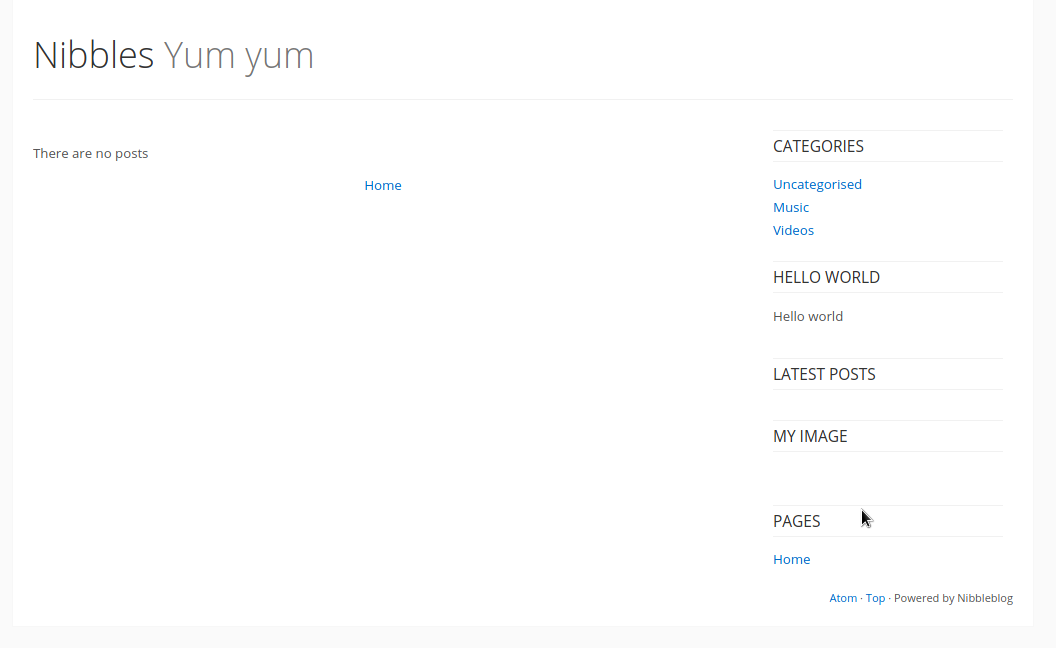 Nibbles Yum yum
There are no posts
Home
CATEGORIES
Uncategorised
Music
Videos
HELLO WORLD
Hello world
LATEST POSTS
MY IMAGE
PAGES
Home
Atom · Top · Powered by Nibbleblog